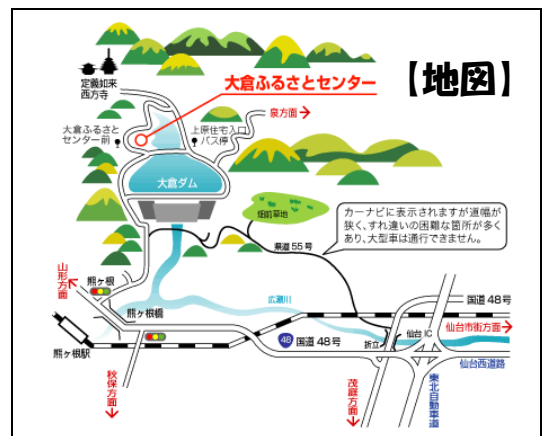 【地図】
定義如来
西方寺
大倉ふるさとセンター
泉方面
大倉ふるさと
センター前
上原住宅入口
バス停
大倉ダム
畑前草地
カーナビに表示されますが道幅が
狭く、すれ違いの困難な箇所が多く
あり、大型車は通行できません。
県道55号
山形方面
熊ヶ根
熊ヶ根橋
広瀬川
国道48号
仙台市街方面
仙台IC
折立
48 国道48号
熊ヶ根駅
仙台西道路
秋保方面
茂庭方面
東北自動車道